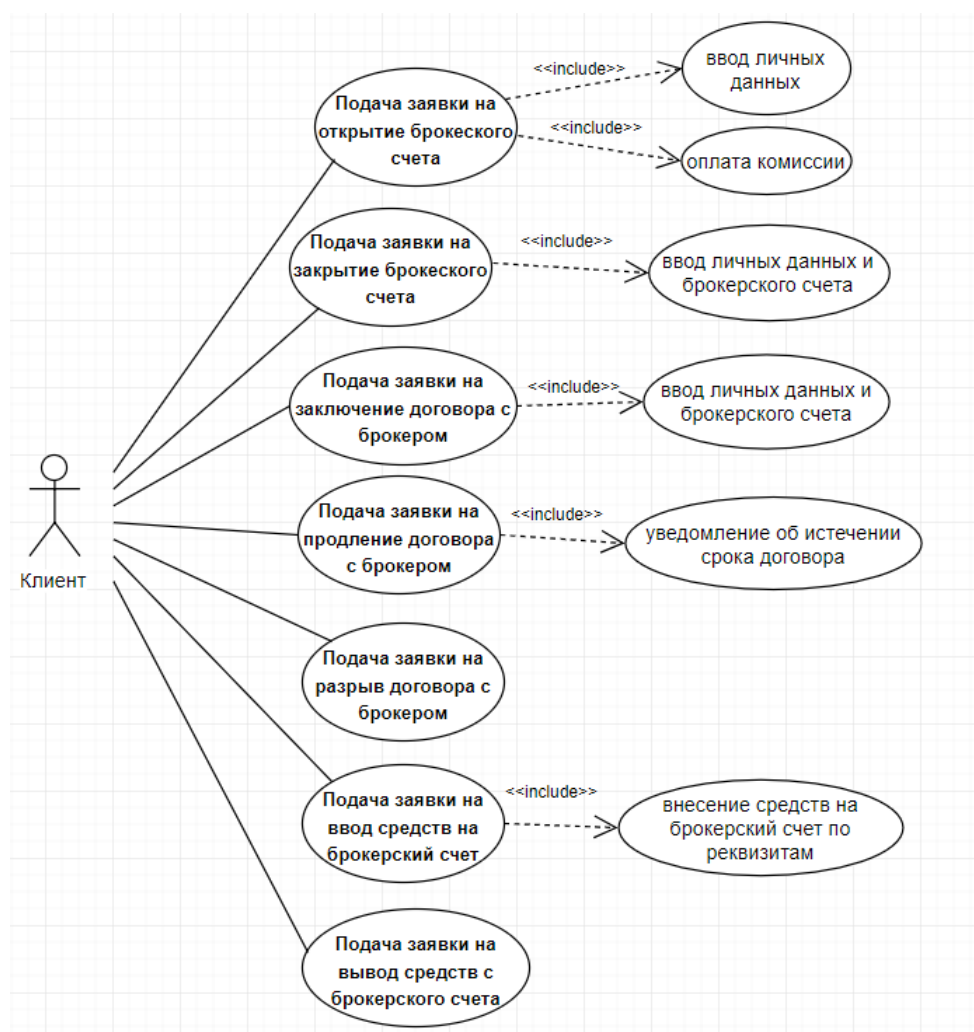 <<include>>
ввод личных
данных
Подача заявки на
открытие брокеского
счета
<<include>>
оплата комиссии
Подача заявки на
закрытие брокеского
счета
<<include>>
ввод личных данных и
брокерского счета
Подача заявки на
заключение договора с
брокером
<<include>>
ввод личных данных и
брокерского счета
Клиент
Подача заявки на
продление договора
с брокером
<<include>>
уведомление об истечении
срока договора
Подача заявки на
разрыв договора с
брокером
Подача заявки на
ввод средств на
брокерский счет
<<include>>
внесение средств на
брокерский счет по
реквизитам
Подача заявки на
вывод средств с
брокерского счета